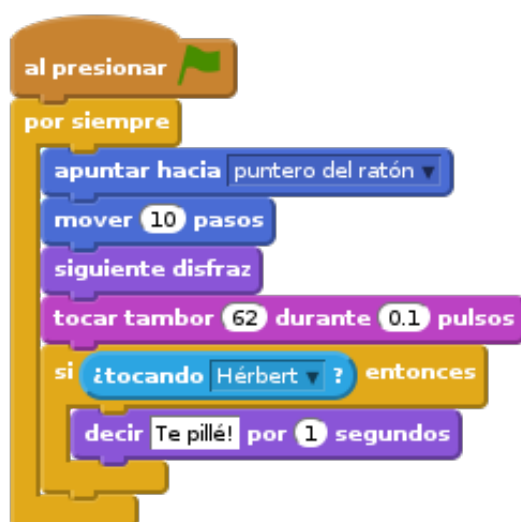 al presionar
por siempre
apuntar hacia puntero del ratón
mover 10 pasos
siguiente disfraz
tocar tambor 62 durante 0.1 pulsos
si ¿tocando Hérbert ? entonces
decir Te pillé! por 1 segundos